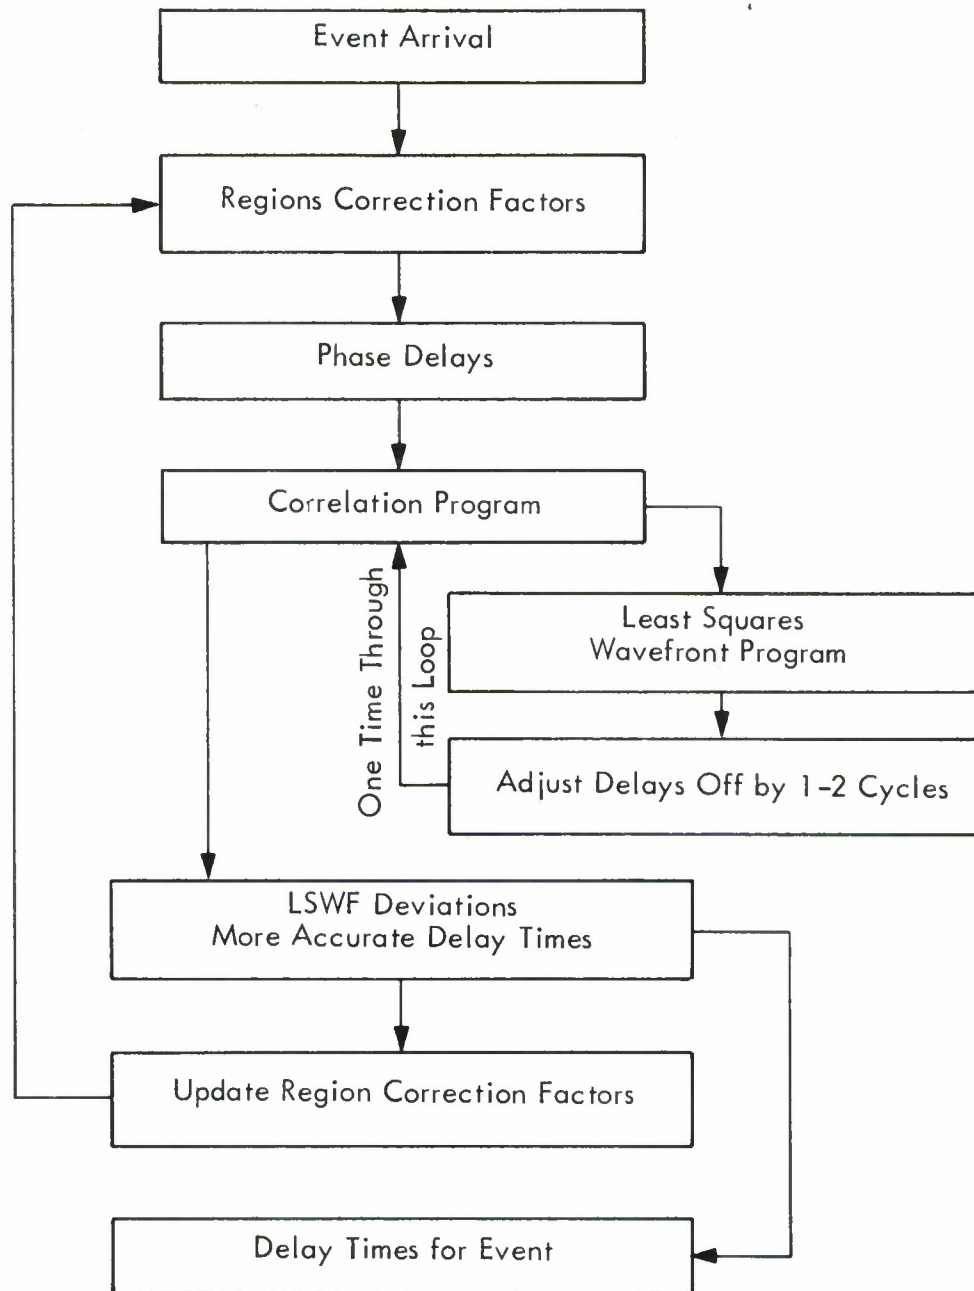 Event Arrival
Regions Correction Factors
Phase Delays
Correlation Program
One Time Through
this Loop
Least Squares
Wavefront Program
Adjust Delays Off by 1-2 Cycles
LSWF Deviations
More Accurate Delay Times
Update Region Correction Factors
Delay Times for Event